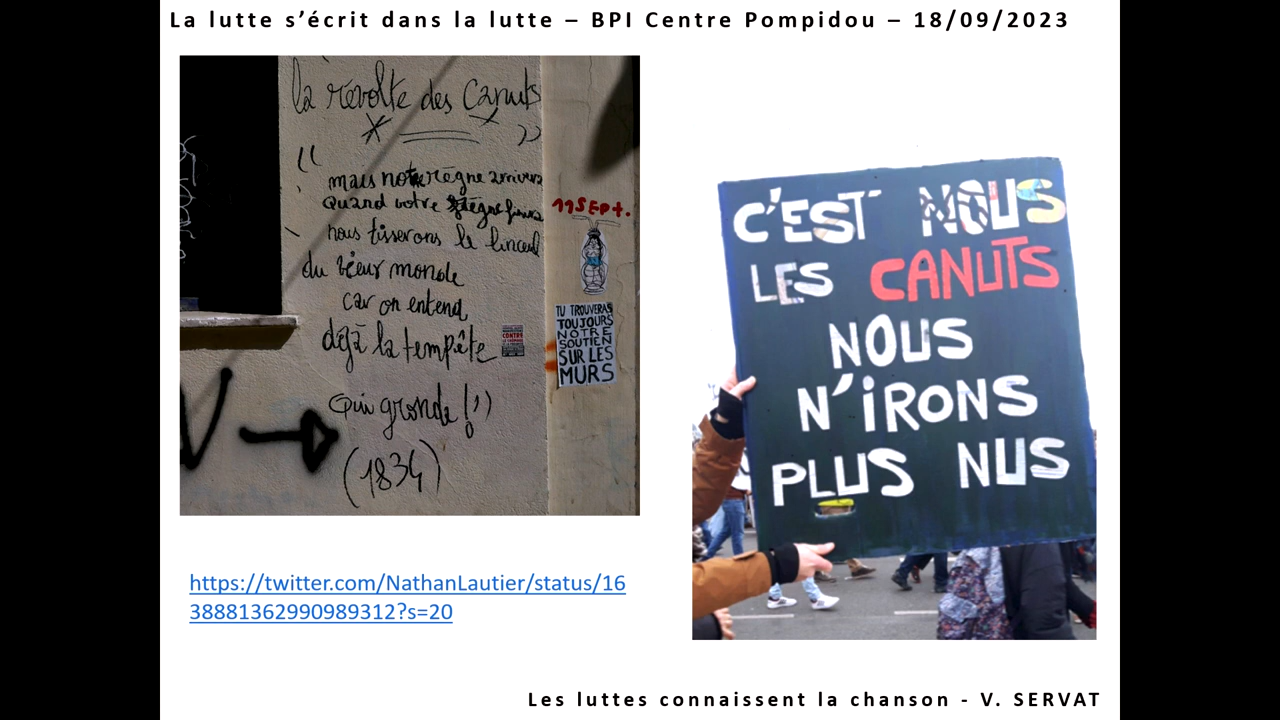 La lutte s'écrit dans la lutte – BPI Centre Pompidou – 18/09/2023
la révolte des Canuts
"
mais notre règne arrivera
Quand votre règne finira
nous tisserons le linceul
du vieux monde
car on entend
déjà la tempête
Qui gronde !"
(1834)
11 SEPT.
CONTRE
TU TROUVERAS
TOUJOURS
NOTRE
SOUTIEN
SUR LES
MURS
C'EST NOUS
LES CANUTS
NOUS
N'IRONS
PLUS NUS
https://twitter.com/NathanLautier/status/16
38881362990989312?s=20
Les luttes connaissent la chanson - V. SERVAT